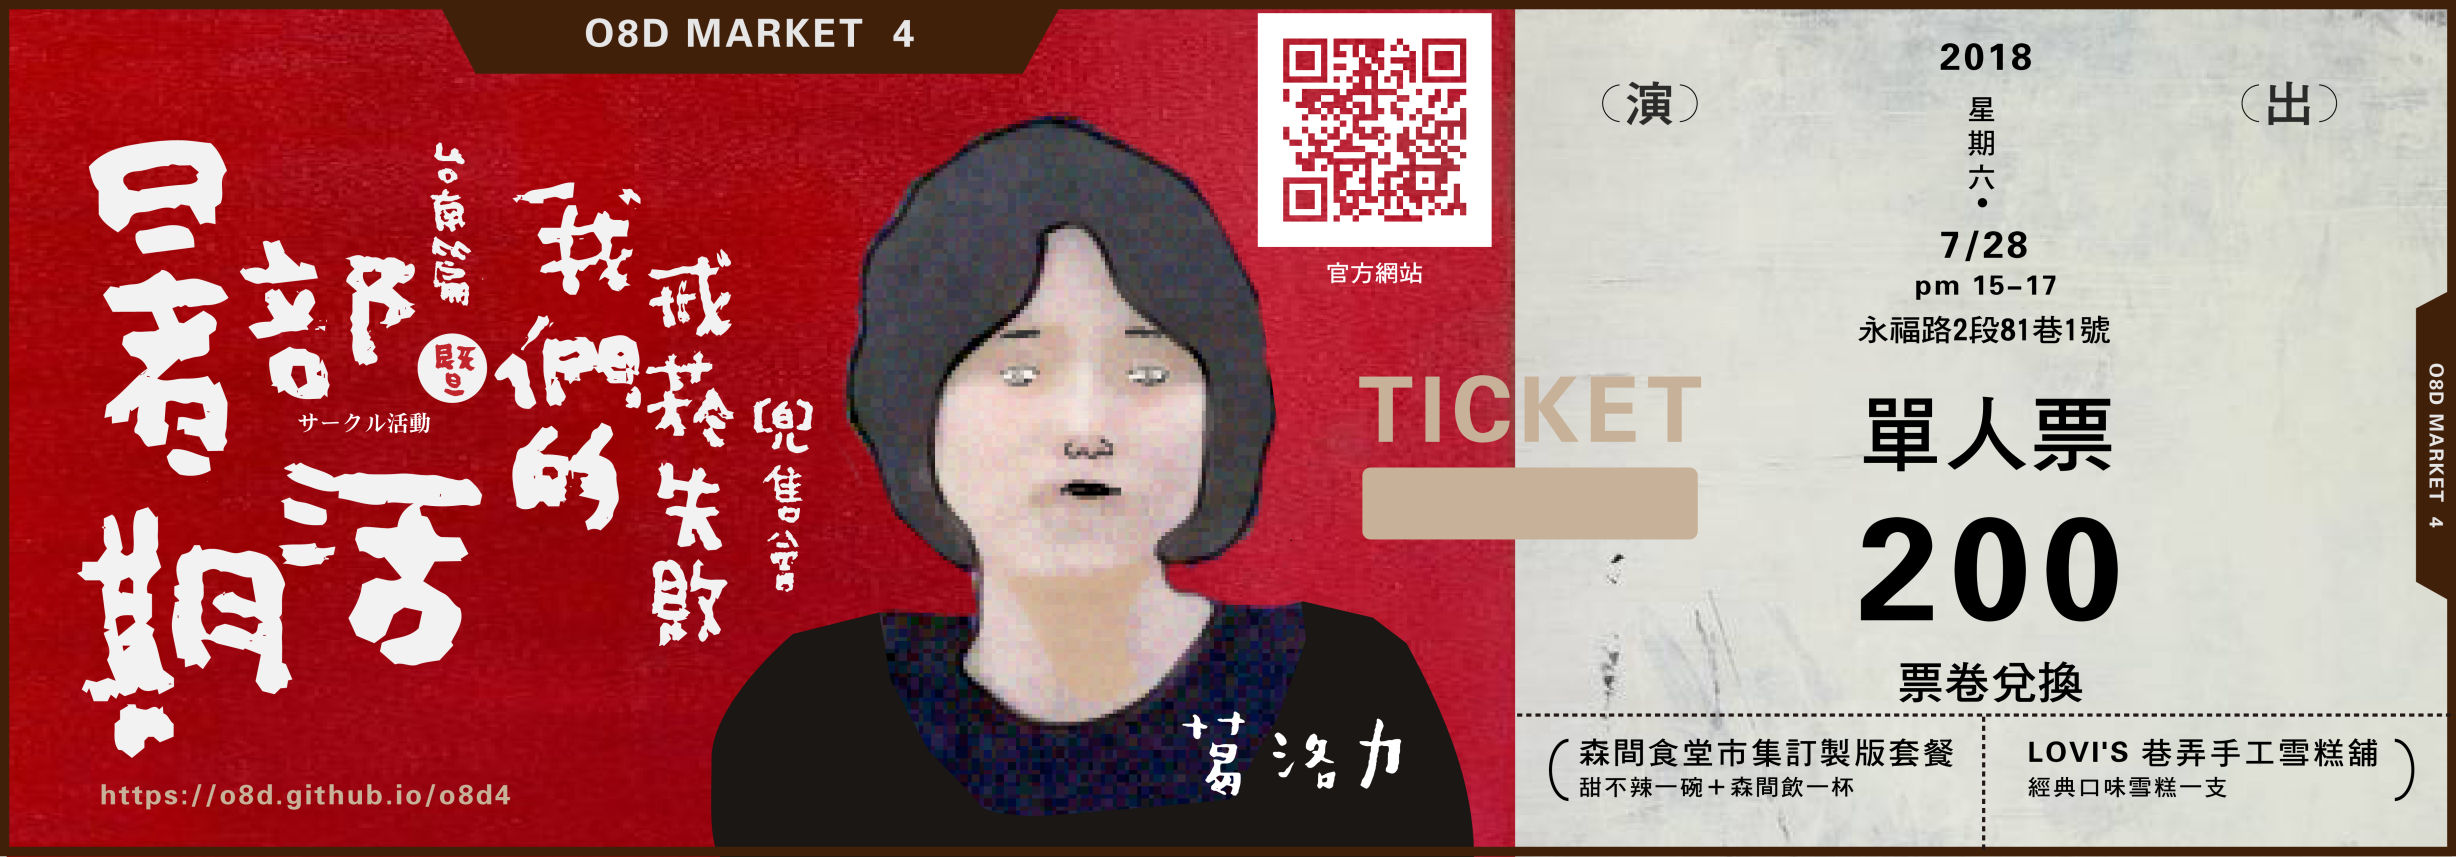 O8D MARKET 4
暑期
部活
サークル活動
台南臨編
暨
我們的
戒菸失敗
【兜售公會】
https://o8d.github.io/o8d4
葛洛力
官方網站
TICKET
（演）
（出）
2018
星期六・
7/28
pm 15–17
永福路2段81巷1號
單人票
200
票卷兌換
森間食堂市集訂製版套餐
甜不辣一碗＋森間飲一杯
LOVI'S 巷弄手工雪糕舖
經典口味雪糕一支
O8D MARKET 4